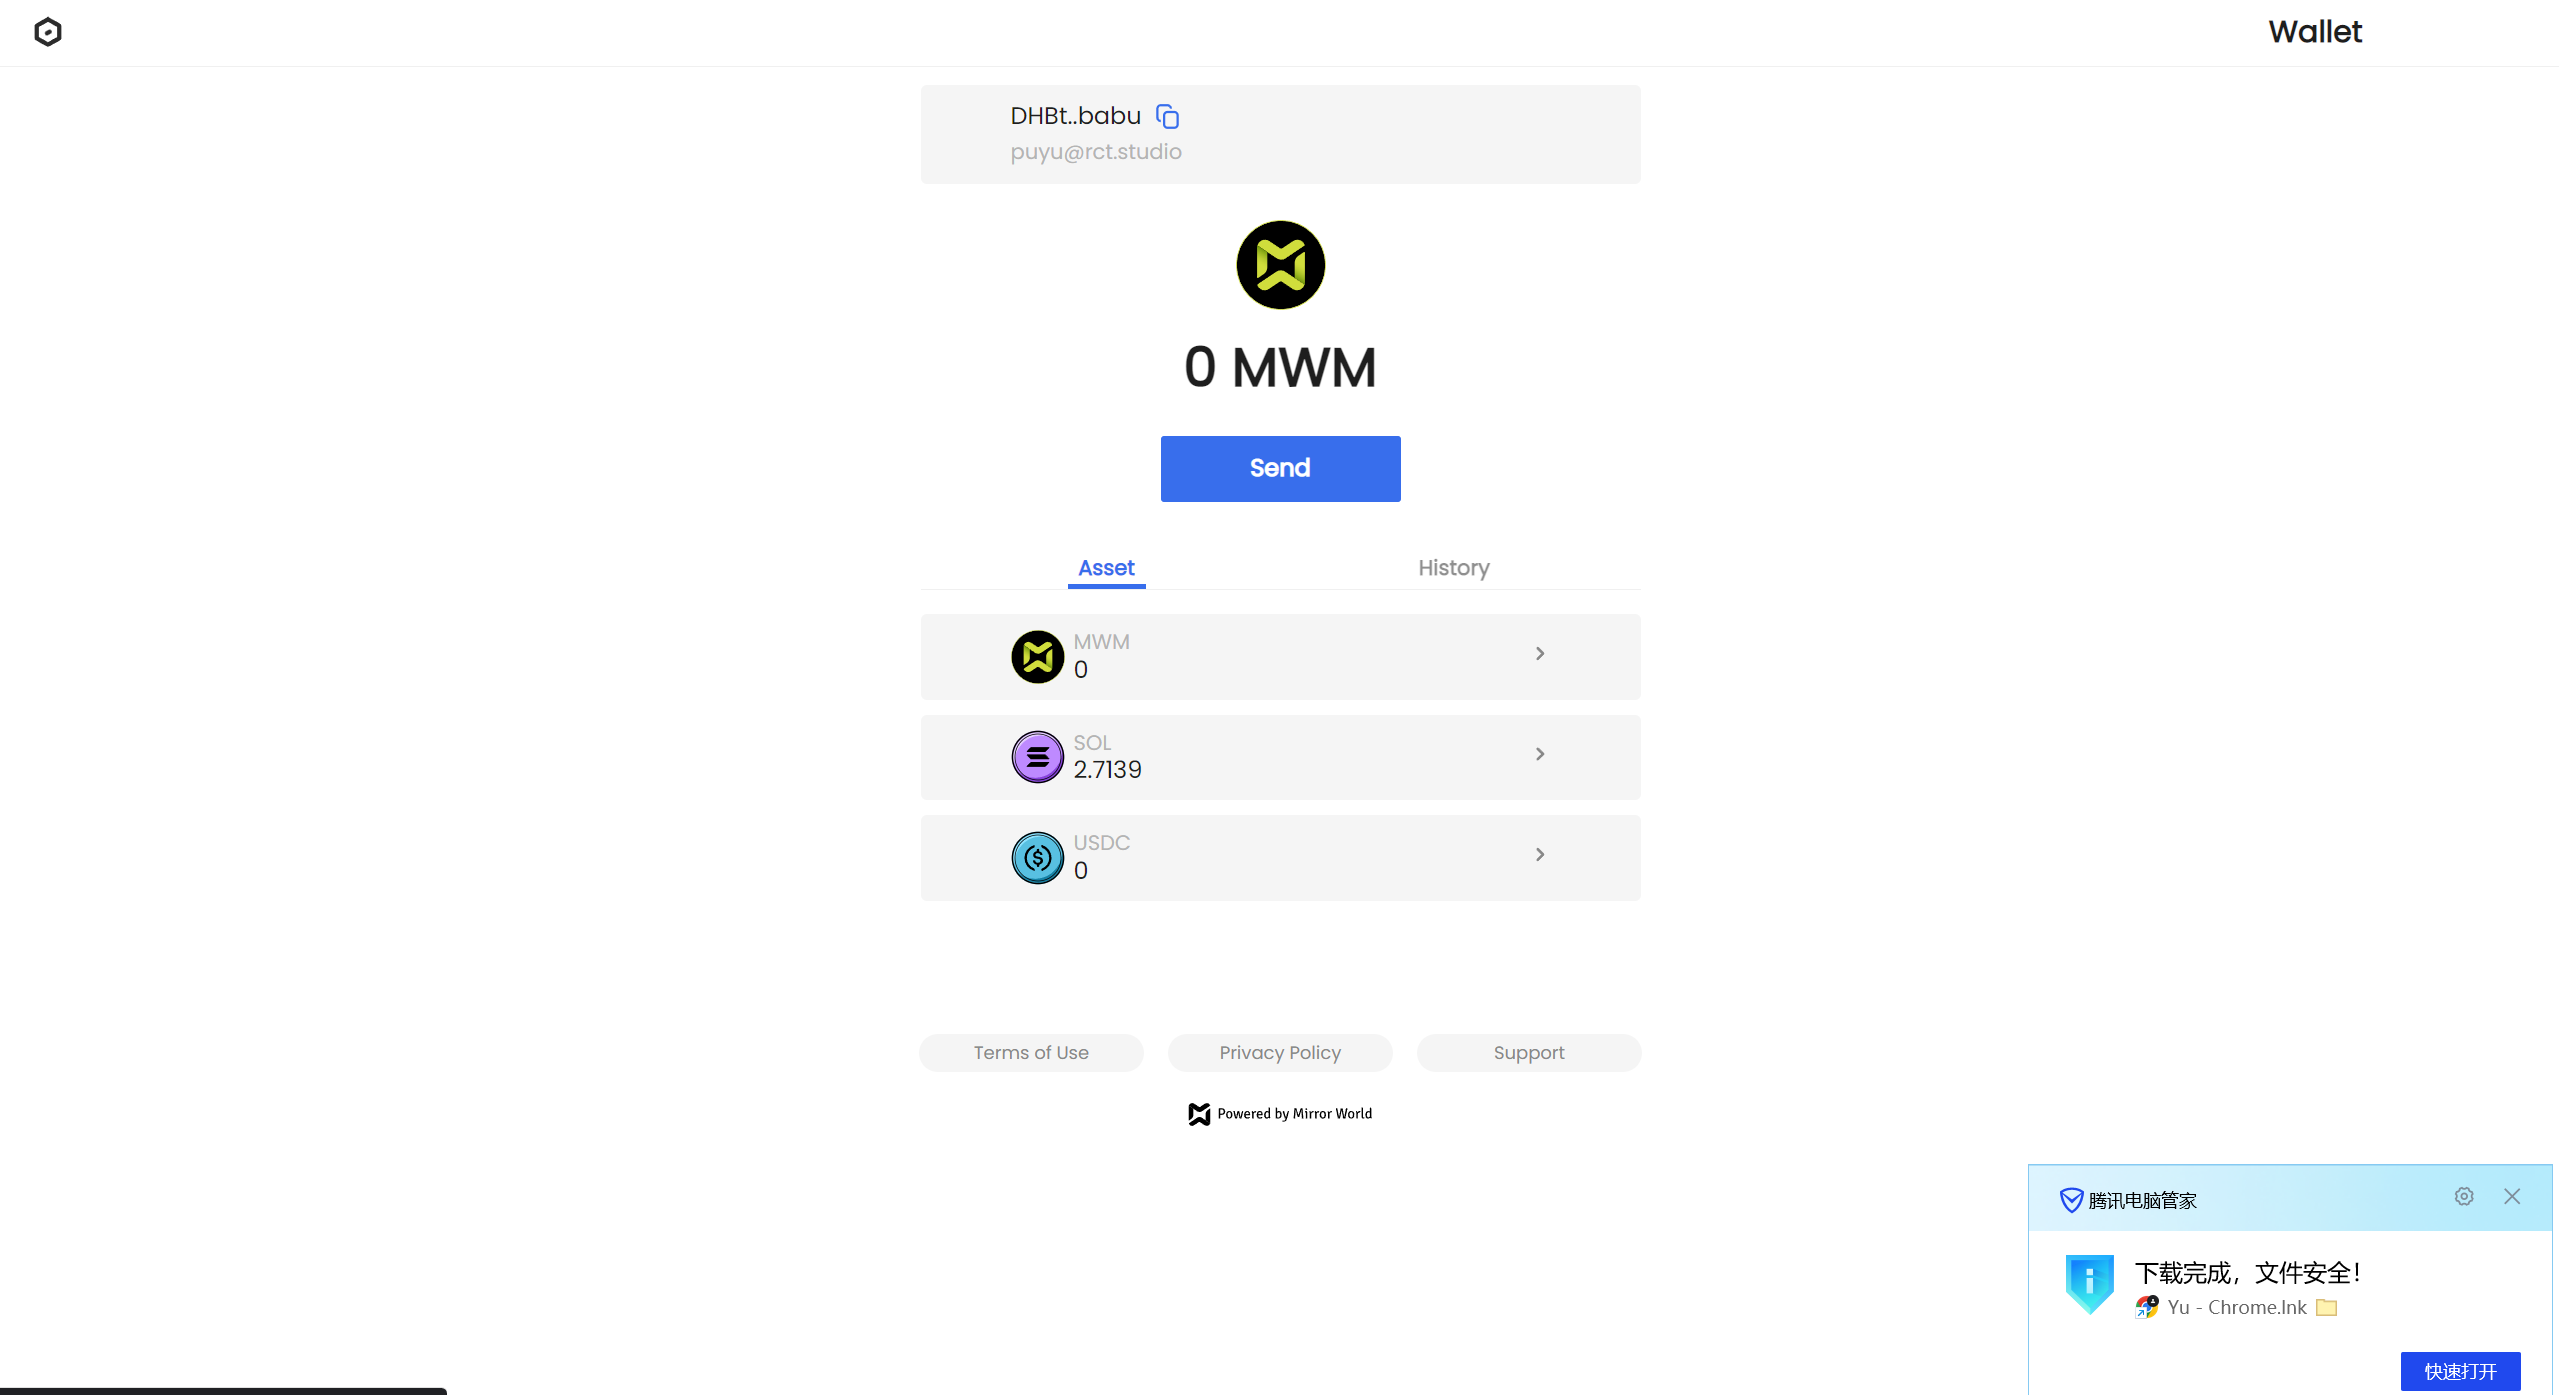 Wallet
DHBt..babu
puyu@rct.studio
0 MWM
Send
Asset
History
MWM
0
SOL
2.7139
USDC
0
Terms of Use
Privacy Policy
Support
Powered by Mirror World
腾讯电脑管家
下载完成，文件安全！
Yu - Chrome.lnk
快速打开